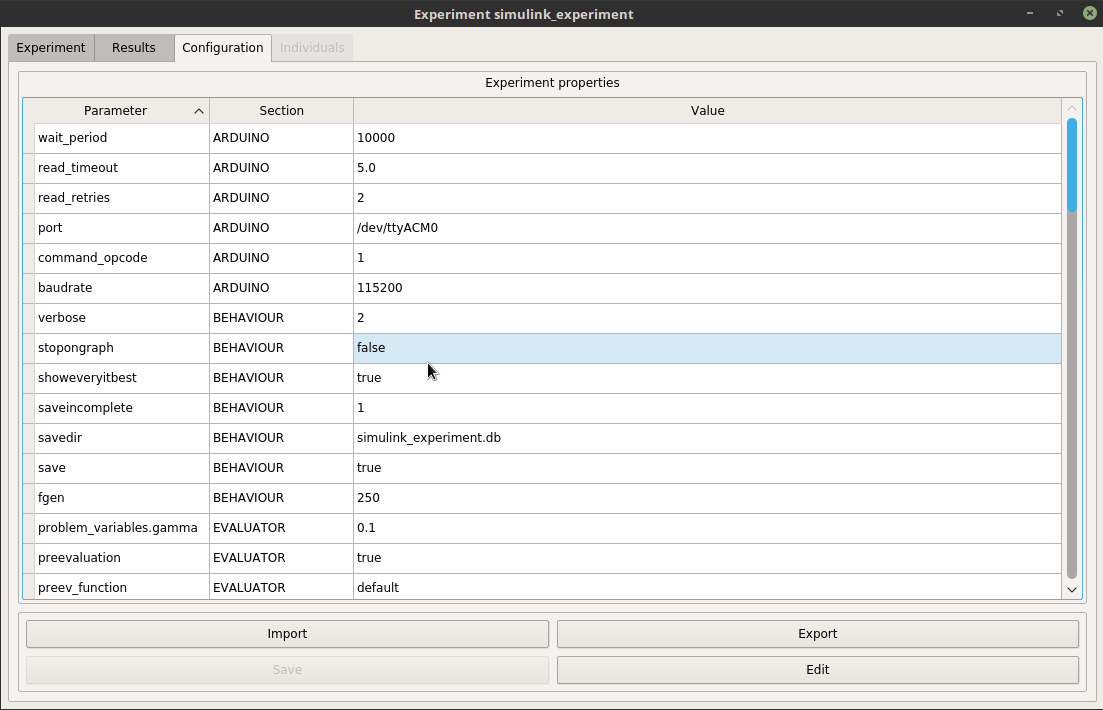 Experiment simulink_experiment
Experiment Results Configuration Individuals
Experiment properties
Parameter Section Value
wait_period ARDUINO 10000
read_timeout ARDUINO 5.0
read_retries ARDUINO 2
port ARDUINO /dev/ttyACM0
command_opcode ARDUINO 1
baudrate ARDUINO 115200
verbose BEHAVIOUR 2
stopongraph BEHAVIOUR false
showeveryitbest BEHAVIOUR true
saveincomplete BEHAVIOUR 1
savedir BEHAVIOUR simulink_experiment.db
save BEHAVIOUR true
fgen BEHAVIOUR 250
problem_variables.gamma EVALUATOR 0.1
preevaluation EVALUATOR true
preev_function EVALUATOR default
Import Export
Save Edit